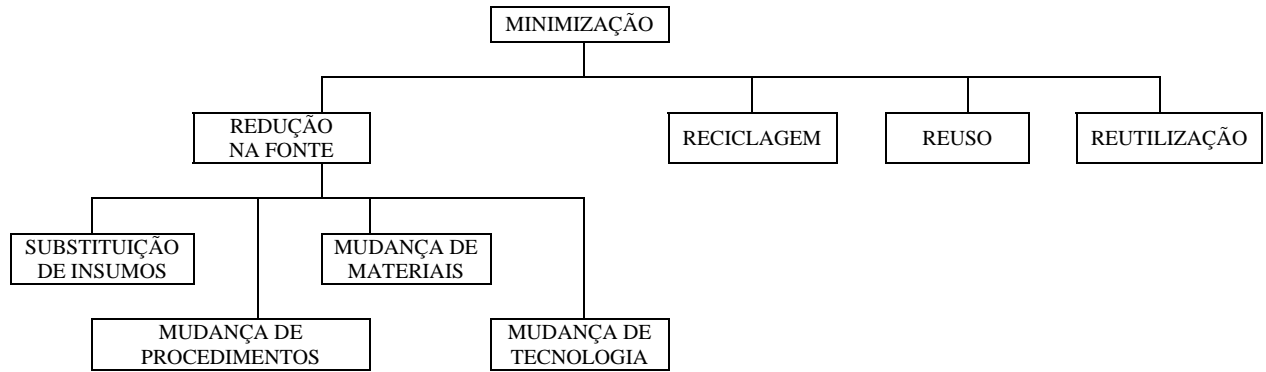 MINIMIZAÇÃO
REDUÇÃO
NA FONTE
RECICLAGEM
REUSO
REUTILIZAÇÃO
SUBSTITUIÇÃO
DE INSUMOS
MUDANÇA DE
MATERIAIS
MUDANÇA DE
PROCEDIMENTOS
MUDANÇA DE
TECNOLOGIA